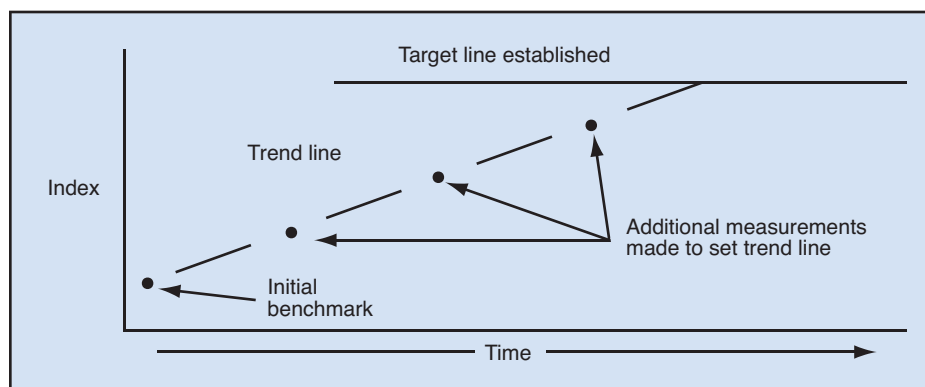 Target line established
Trend line
Index
Additional measurements
made to set trend line
Initial
benchmark
Time